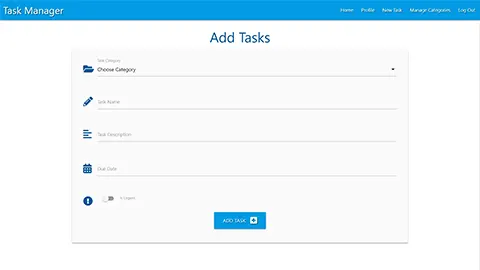 Task Manager
Home Profile New Task Manage Categories Log Out
Add Tasks
Task Category
Choose Category
Task Name
Task Description
Due Date
Is Urgent
ADD TASK